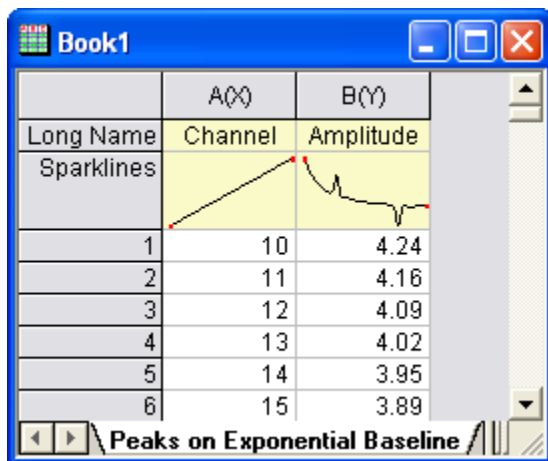 Book1
A(X) B(Y)
Long Name Channel Amplitude
Sparklines
1 10 4.24
2 11 4.16
3 12 4.09
4 13 4.02
5 14 3.95
6 15 3.89
Peaks on Exponential Baseline